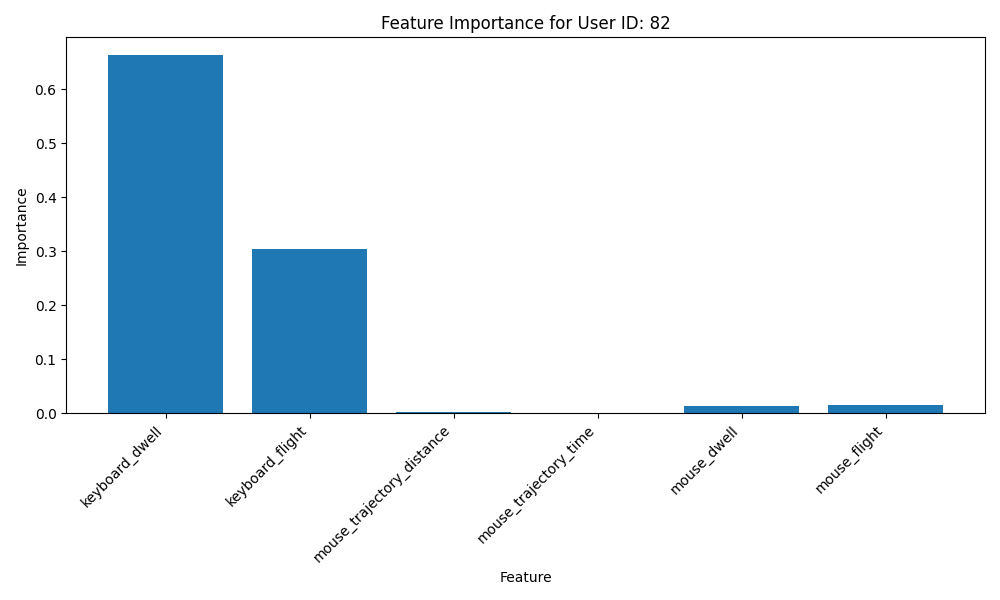 Feature Importance for User ID: 82
Importance
0.6
0.5
0.4
0.3
0.2
0.1
0.0
keyboard_dwell
keyboard_flight
mouse_trajectory_distance
mouse_trajectory_time
mouse_dwell
mouse_flight
Feature